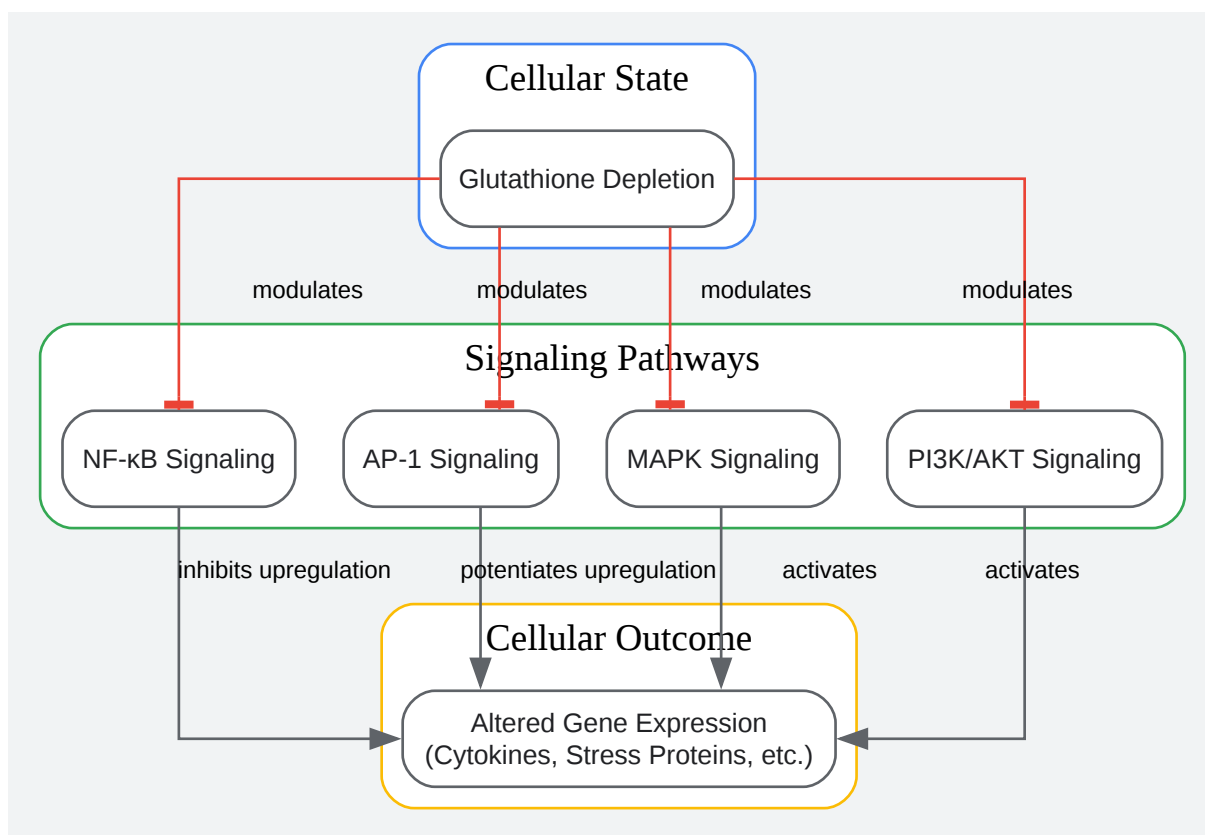 Cellular State
Glutathione Depletion
modulates
modulates
modulates
modulates
Signaling Pathways
NF-κB Signaling
AP-1 Signaling
MAPK Signaling
PI3K/AKT Signaling
inhibits upregulation
potentiates upregulation
activates
activates
Cellular Outcome
Altered Gene Expression
(Cytokines, Stress Proteins, etc.)